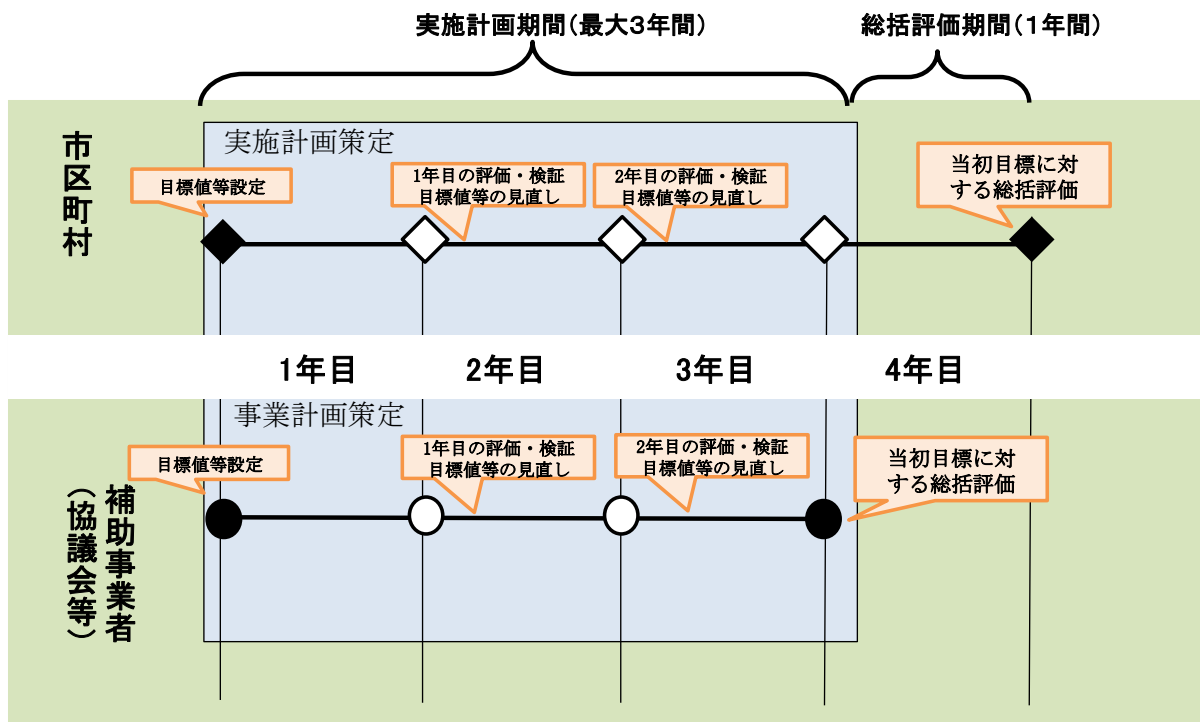 実施計画期間(最大3年間)
総括評価期間(1年間)
市区町村
実施計画策定
目標値等設定
1年目の評価・検証
目標値等の見直し
2年目の評価・検証
目標値等の見直し
当初目標に対
する総括評価
1年目
2年目
3年目
4年目
補助事業者
(協議会等)
事業計画策定
目標値等設定
1年目の評価・検証
目標値等の見直し
2年目の評価・検証
目標値等の見直し
当初目標に対
する総括評価